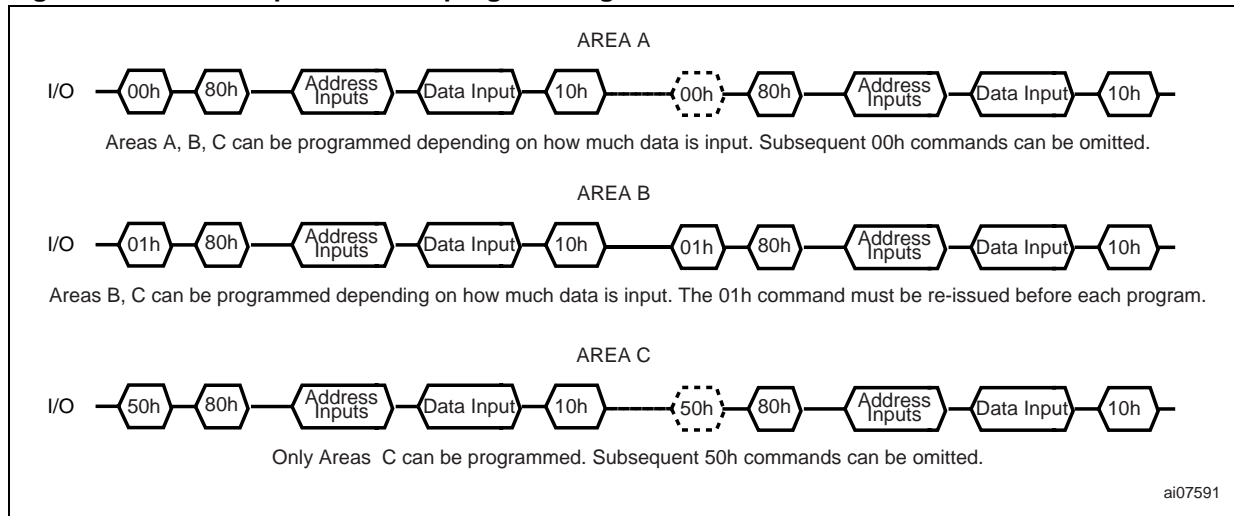 AREA A
I/O 00h 80h Address Inputs Data Input 10h 00h 80h Address Inputs Data Input 10h
Areas A, B, C can be programmed depending on how much data is input. Subsequent 00h commands can be omitted.
AREA B
I/O 01h 80h Address Inputs Data Input 10h 01h 80h Address Inputs Data Input 10h
Areas B, C can be programmed depending on how much data is input. The 01h command must be re-issued before each program.
AREA C
I/O 50h 80h Address Inputs Data Input 10h 50h 80h Address Inputs Data Input 10h
Only Areas C can be programmed. Subsequent 50h commands can be omitted.
ai07591